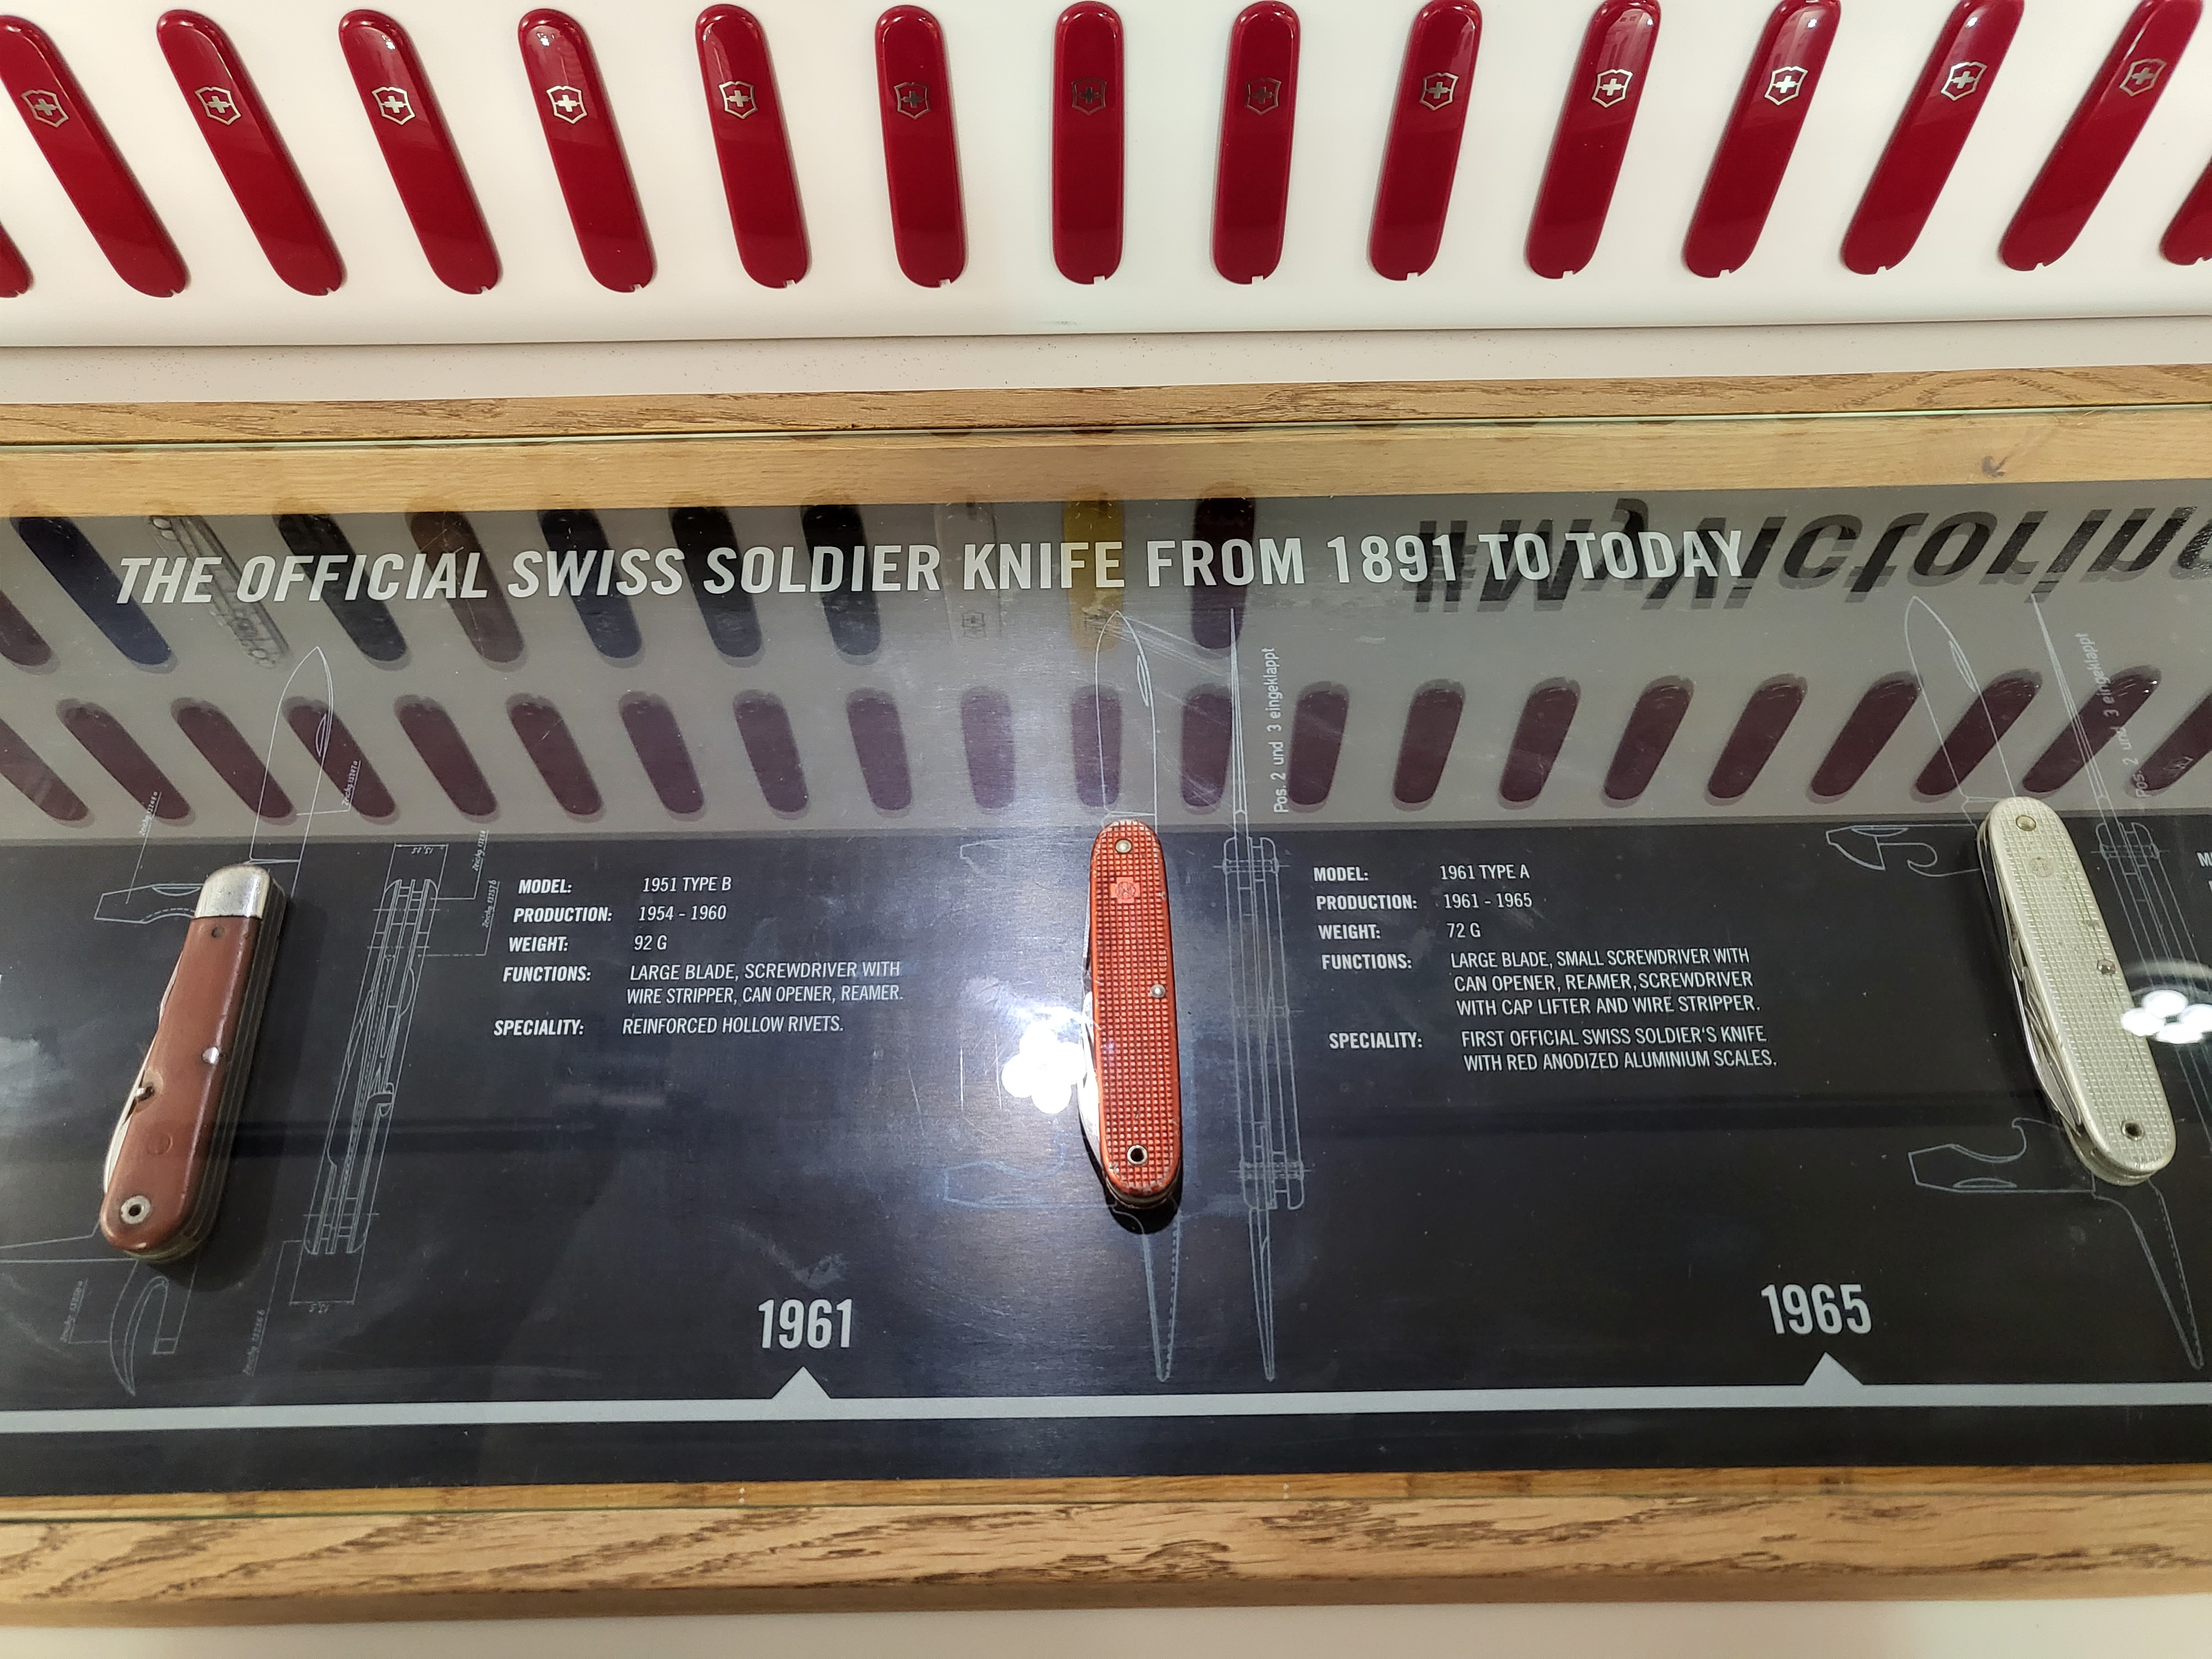 THE OFFICIAL SWISS SOLDIER KNIFE FROM 1891 TO TODAY
MODEL: 1951 TYPE B
PRODUCTION: 1954 - 1960
WEIGHT: 92 G
FUNCTIONS: LARGE BLADE, SCREWDRIVER WITH
WIRE STRIPPER, CAN OPENER, REAMER.
SPECIALITY: REINFORCED HOLLOW RIVETS.
Pos. 2 und 3 eingeklappt
MODEL: 1961 TYPE A
PRODUCTION: 1961 - 1965
WEIGHT: 72 G
FUNCTIONS: LARGE BLADE, SMALL SCREWDRIVER WITH
CAN OPENER, REAMER, SCREWDRIVER
WITH CAP LIFTER AND WIRE STRIPPER.
SPECIALITY: FIRST OFFICIAL SWISS SOLDIER'S KNIFE
WITH RED ANODIZED ALUMINIUM SCALES.
Pos. 2 und 3 eingeklappt
1961
1965